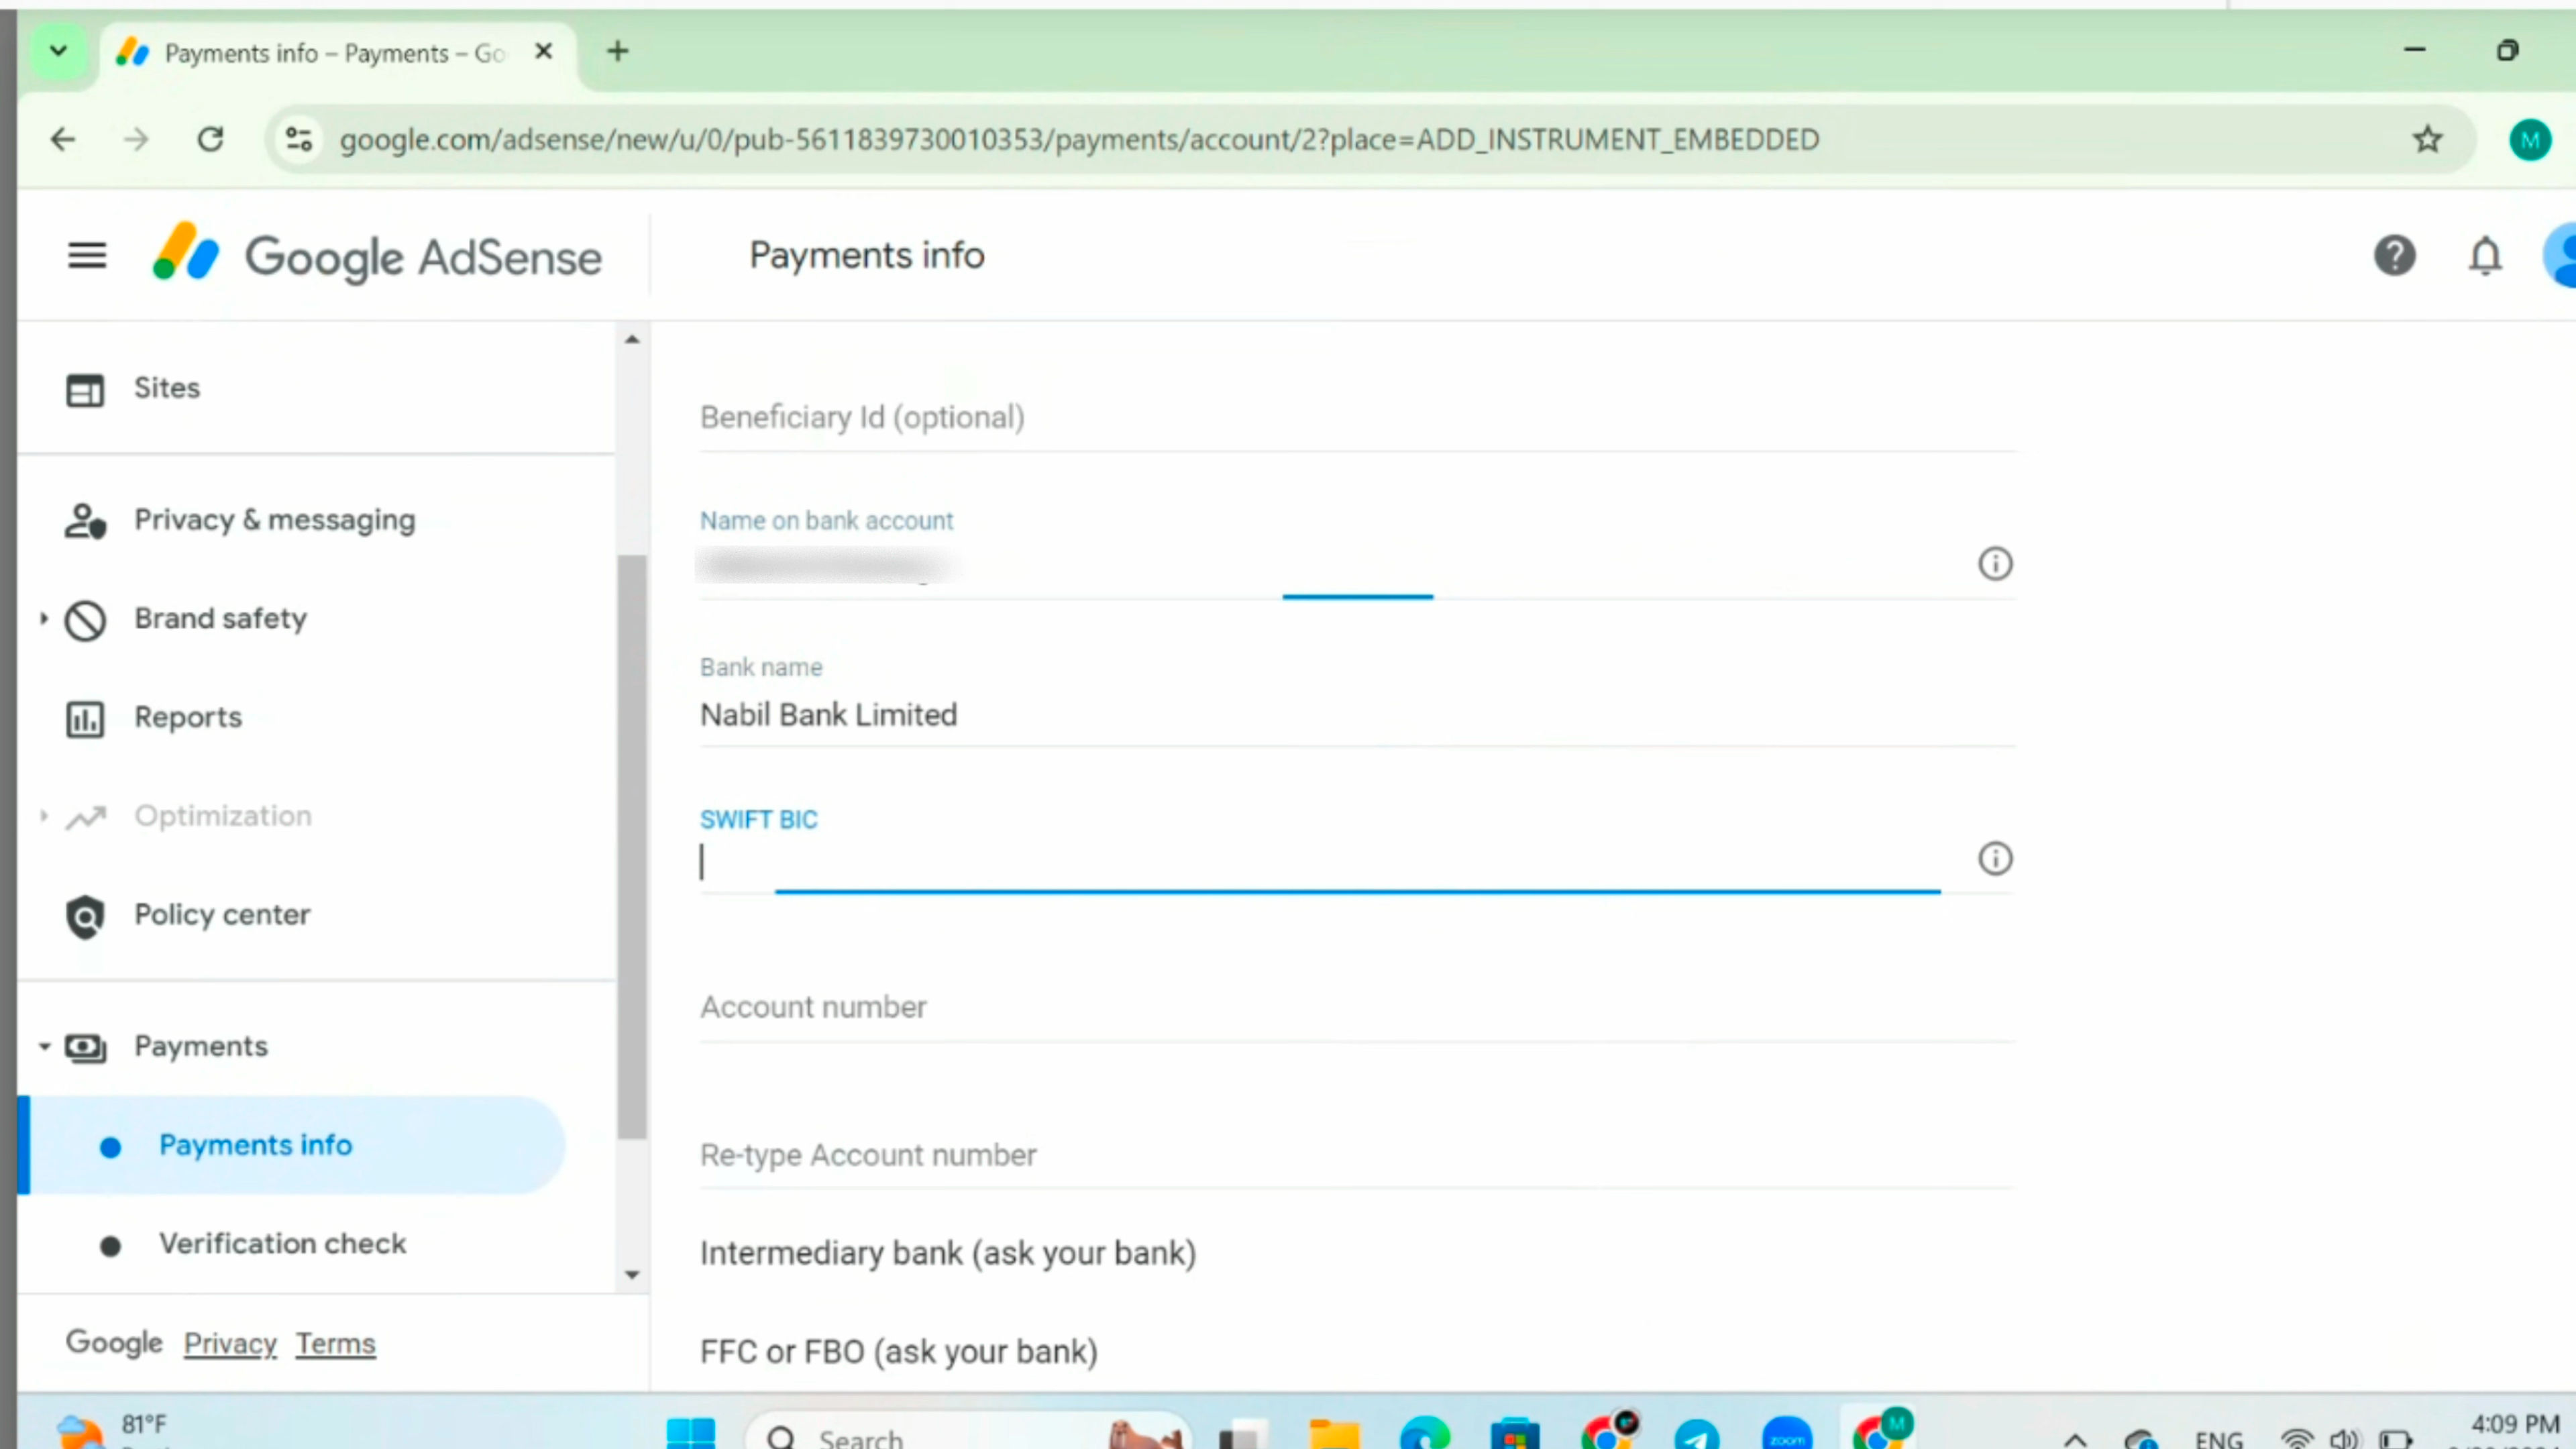 Payments info – Payments – Go
google.com/adsense/new/u/0/pub-5611839730010353/payments/account/2?place=ADD_INSTRUMENT_EMBEDDED
M
Google AdSense
Payments info
Sites
Privacy & messaging
Brand safety
Reports
Optimization
Policy center
Payments
Payments info
Verification check
Google Privacy Terms
Beneficiary Id (optional)
Name on bank account
Bank name
Nabil Bank Limited
SWIFT BIC
Account number
Re-type Account number
Intermediary bank (ask your bank)
FFC or FBO (ask your bank)
81°F
Search
zoom
M
ENG
4:09 PM